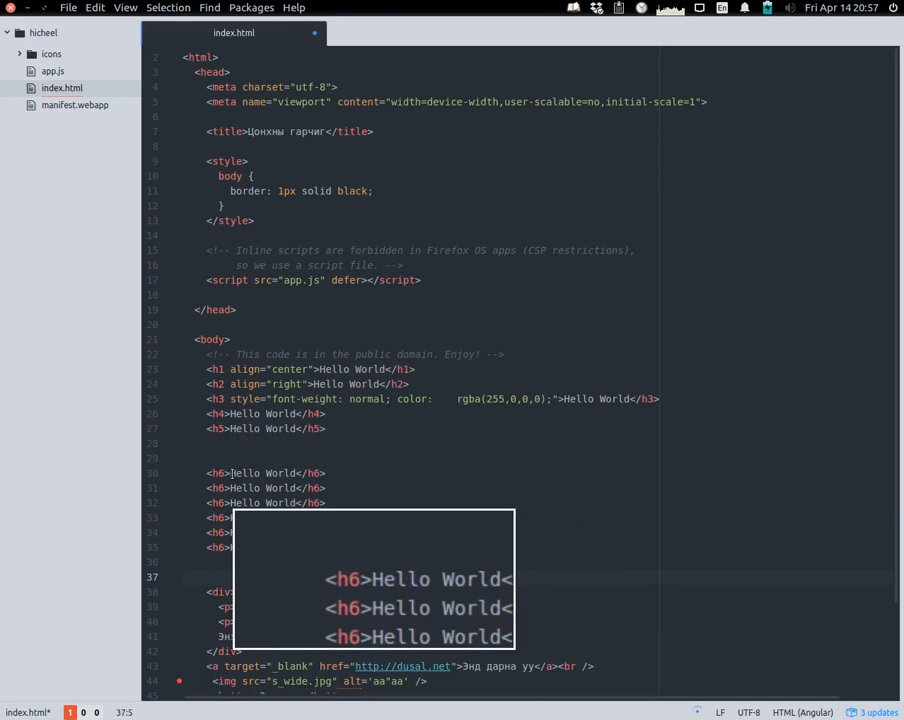 File Edit View Selection Find Packages Help
En
Fri Apr 14 20:57
hicheel
icons
app.js
index.html
manifest.webapp
index.html
2 <html>
3 <head>
4 <meta charset="utf-8">
5 <meta name="viewport" content="width=device-width,user-scalable=no,initial-scale=1">
6
7 <title>Цонхны гарчиг</title>
8
9 <style>
10 body {
11 border: 1px solid black;
12 }
13 </style>
14
15 <!-- Inline scripts are forbidden in Firefox OS apps (CSP restrictions),
16 so we use a script file. -->
17 <script src="app.js" defer></script>
18
19 </head>
20
21 <body>
22 <!-- This code is in the public domain. Enjoy! -->
23 <h1 align="center">Hello World</h1>
24 <h2 align="right">Hello World</h2>
25 <h3 style="font-weight: normal; color:    rgba(255,0,0,0);">Hello World</h3>
26 <h4>Hello World</h4>
27 <h5>Hello World</h5>
28
29
30 <h6>Hello World</h6>
31 <h6>Hello World</h6>
32 <h6>Hello World</h6>
33 <h6>
34 <h6>
35 <h6>
36
37
38 <div>
39 <p>
40 <p>
41 Эн
42 </div>
43 <a target="_blank" href="http://dusal.net">Энд дарна уу</a><br />
44 <img src="s_wide.jpg" alt='aa"aa' />
45
<h6>Hello World<
<h6>Hello World<
<h6>Hello World<
index.html* 1 0 0 37:5
LF UTF-8 HTML (Angular) 3 updates